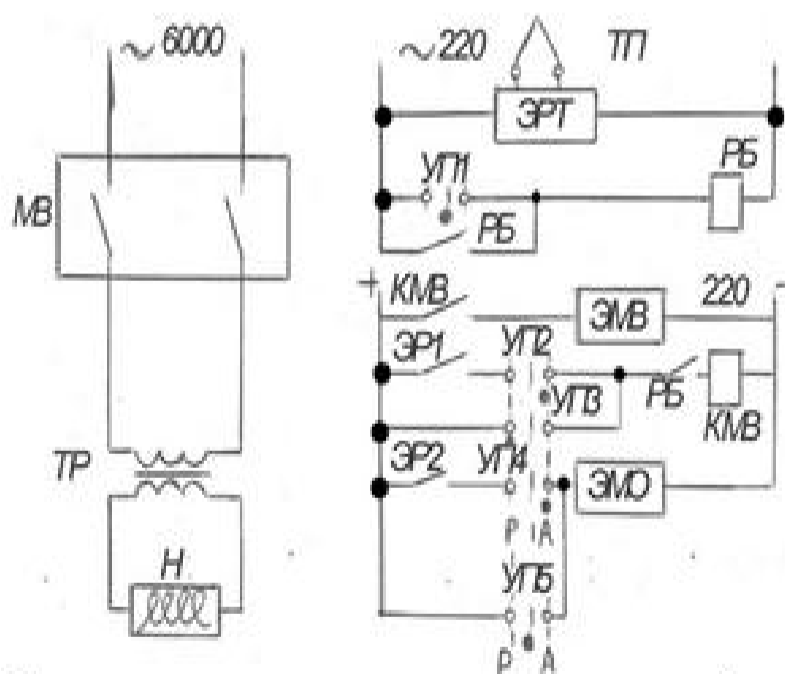 ~ 6000
МВ
ТР
Н
~ 220
ТП
ЭРТ
УП1
РБ
РБ
+ КМВ
ЭМВ
220 -
ЭР1
УП2
УП3
РБ
КМВ
ЭР2
УП4
ЭМО
Р А
УП5
Р А